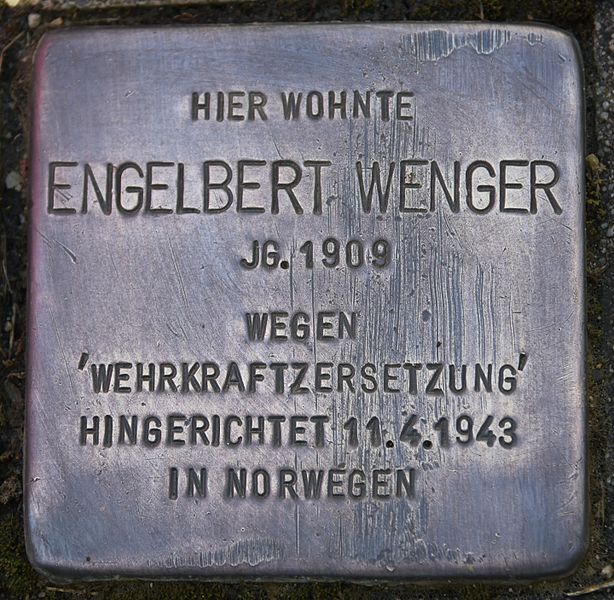 HIER WOHNTE
ENGELBERT WENGER
JG. 1909
WEGEN
'WEHRKRAFTZERSETZUNG'
HINGERICHTET 11.4.1943
IN NORWEGEN